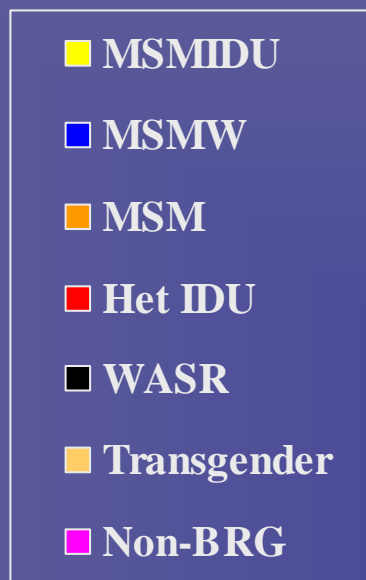 MSMIDU
MSMW
MSM
Het IDU
WASR
Transgender
Non-BRG